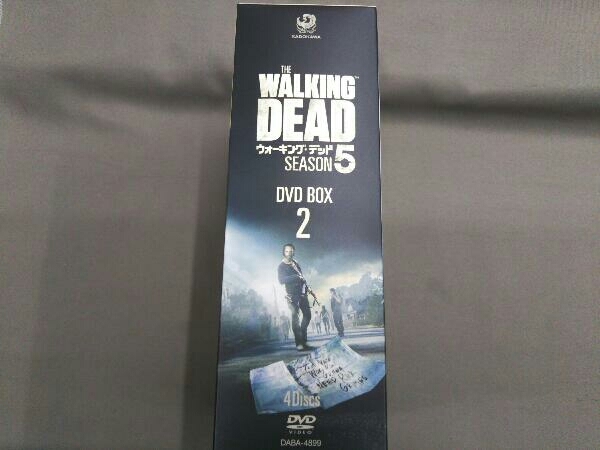 KADOKAWA
THE
WALKING
DEAD
ウォーキング・デッド
SEASON 5
DVD BOX
2
4Discs
DVD
VIDEO
DABA-4899